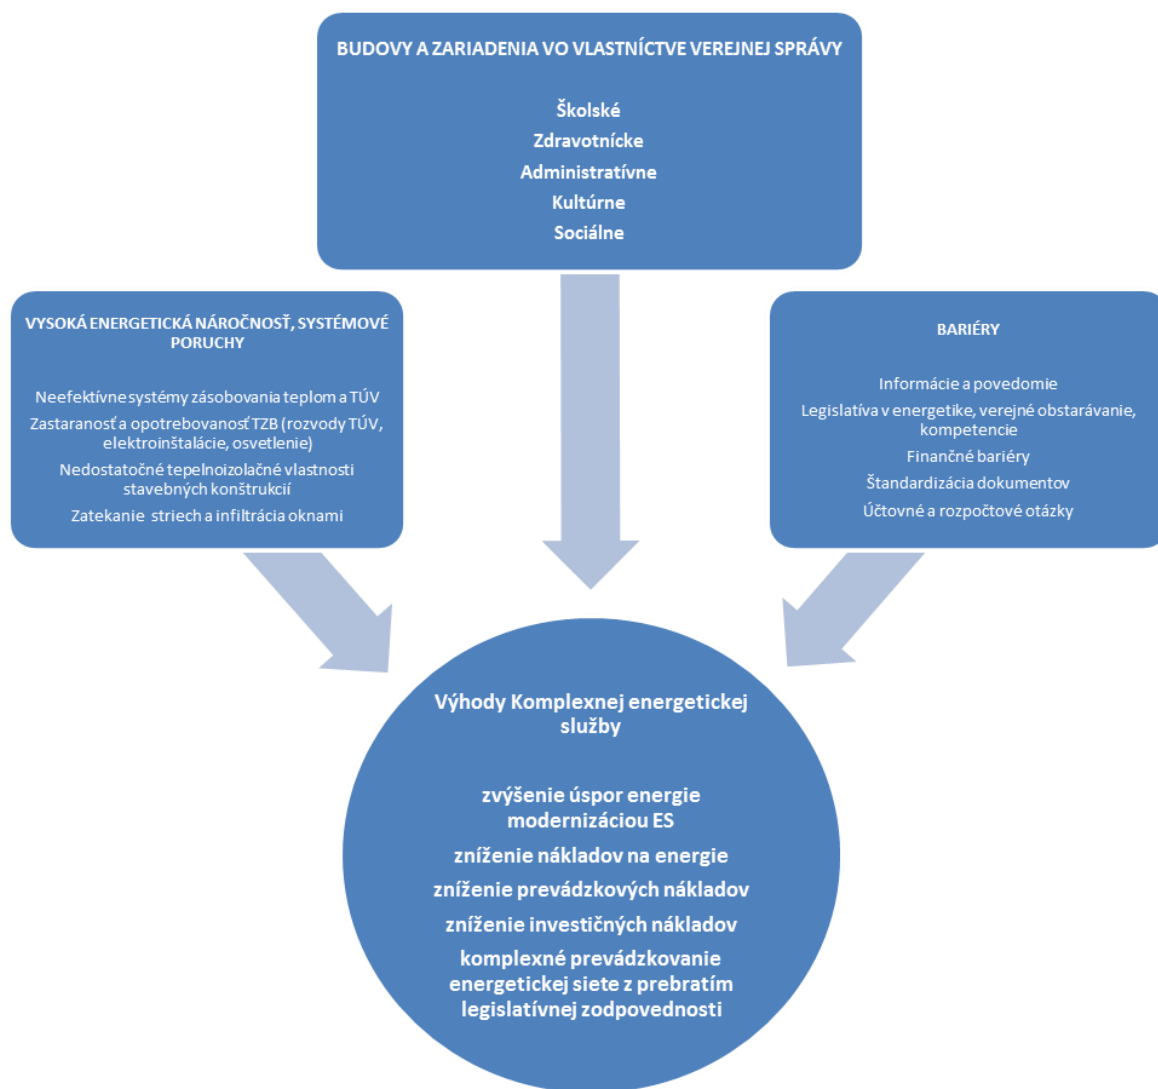 BUDOVY A ZARIADENIA VO VLASTNÍCTVE VEREJNEJ SPRÁVY
Školské
Zdravotnícke
Administratívne
Kultúrne
Sociálne
VYSOKÁ ENERGETICKÁ NÁROČNOSŤ, SYSTÉMOVÉ
PORUCHY
Neefektívne systémy zásobovania teplom a TÚV
Zastaranosť a opotrebovanosť TZB (rozvody TÚV,
elektroinštalácie, osvetlenie)
Nedostatočné tepelnoizolačné vlastnosti
stavebných konštrukcií
Zatekanie striech a infiltrácia oknami
BARIÉRY
Informácie a povedomie
Legislatíva v energetike, verejné obstarávanie,
kompetencie
Finančné bariéry
Štandardizácia dokumentov
Účtovné a rozpočtové otázky
Výhody Komplexnej energetickej
služby
zvýšenie úspor energie
modernizáciou ES
zníženie nákladov na energie
zníženie prevádzkových nákladov
zníženie investičných nákladov
komplexné prevádzkovanie
energetickej siete z prebratím
legislatívnej zodpovednosti